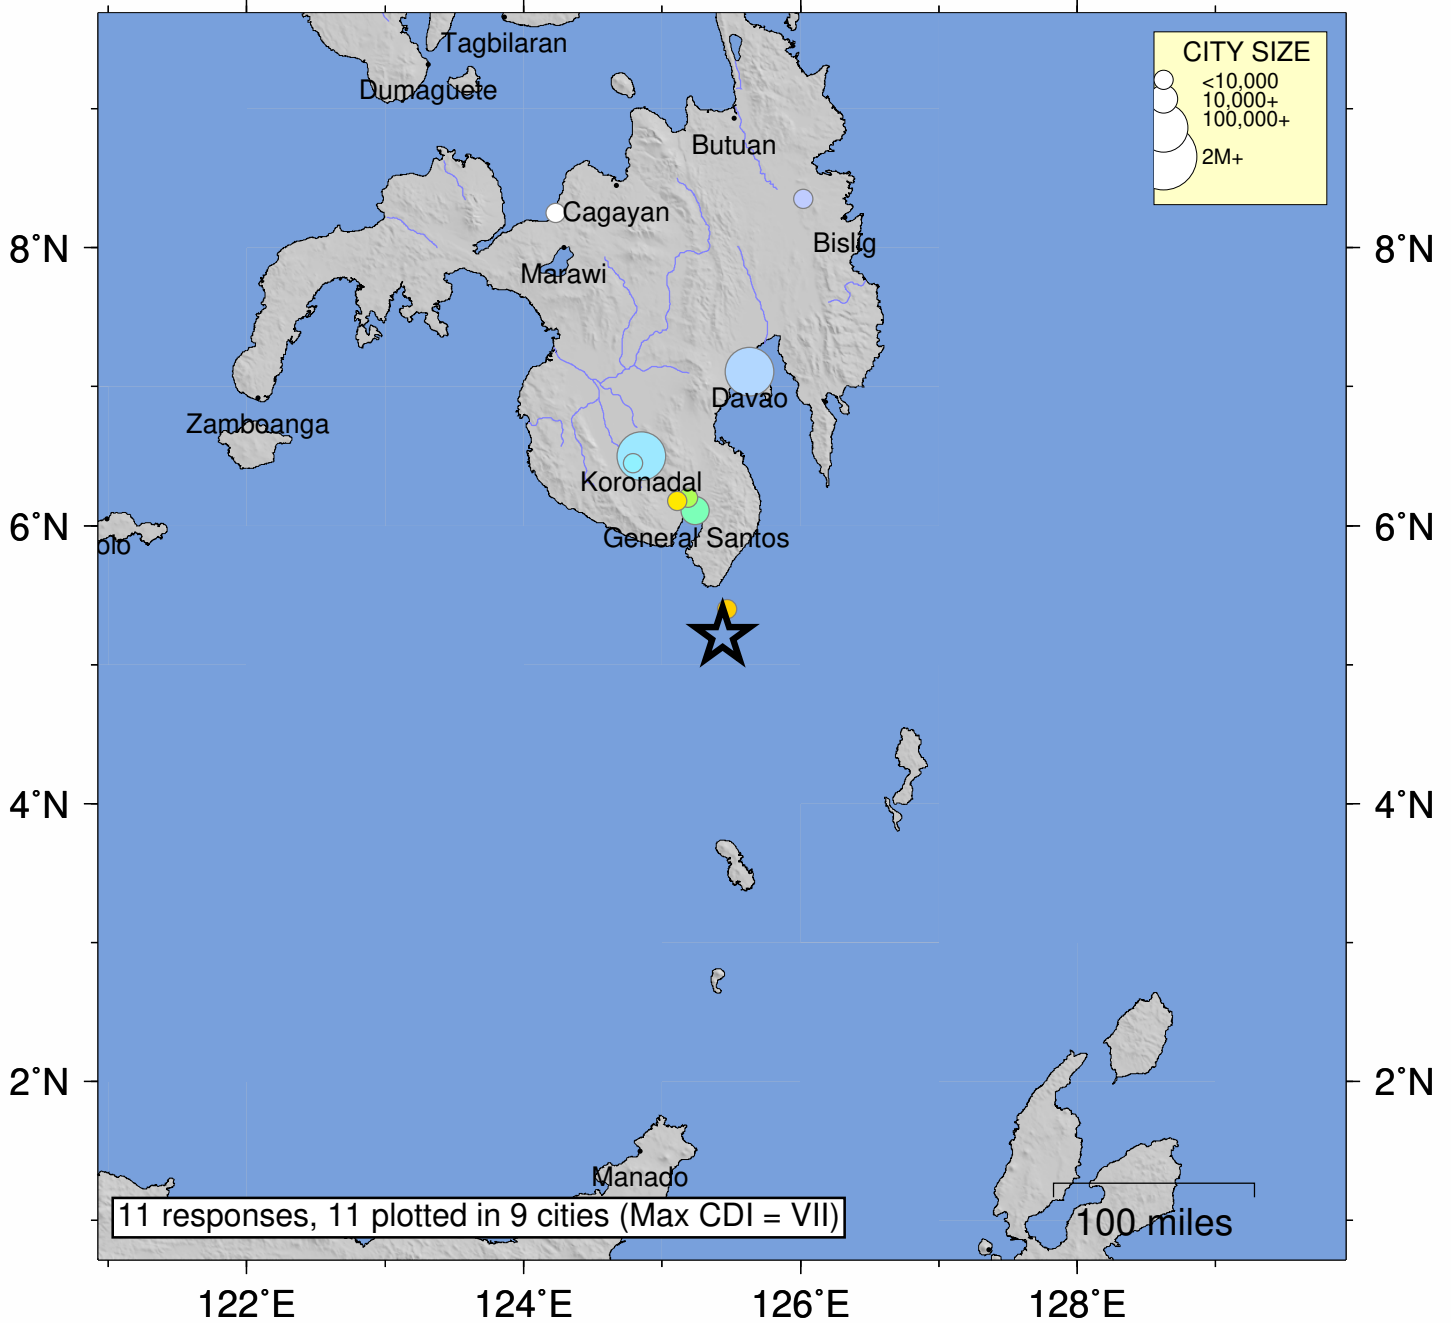 Tagbilaran
Dumaguete
CITY SIZE
<10,000
10,000+
100,000+
2M+
Butuan
Cagayan
Bislig
8°N
8°N
Marawi
Davao
Zamboanga
Koronadal
6°N
6°N
General Santos
olo
4°N
4°N
2°N
2°N
Manado
11 responses, 11 plotted in 9 cities (Max CDI = VII)
100 miles
122°E
124°E
126°E
128°E